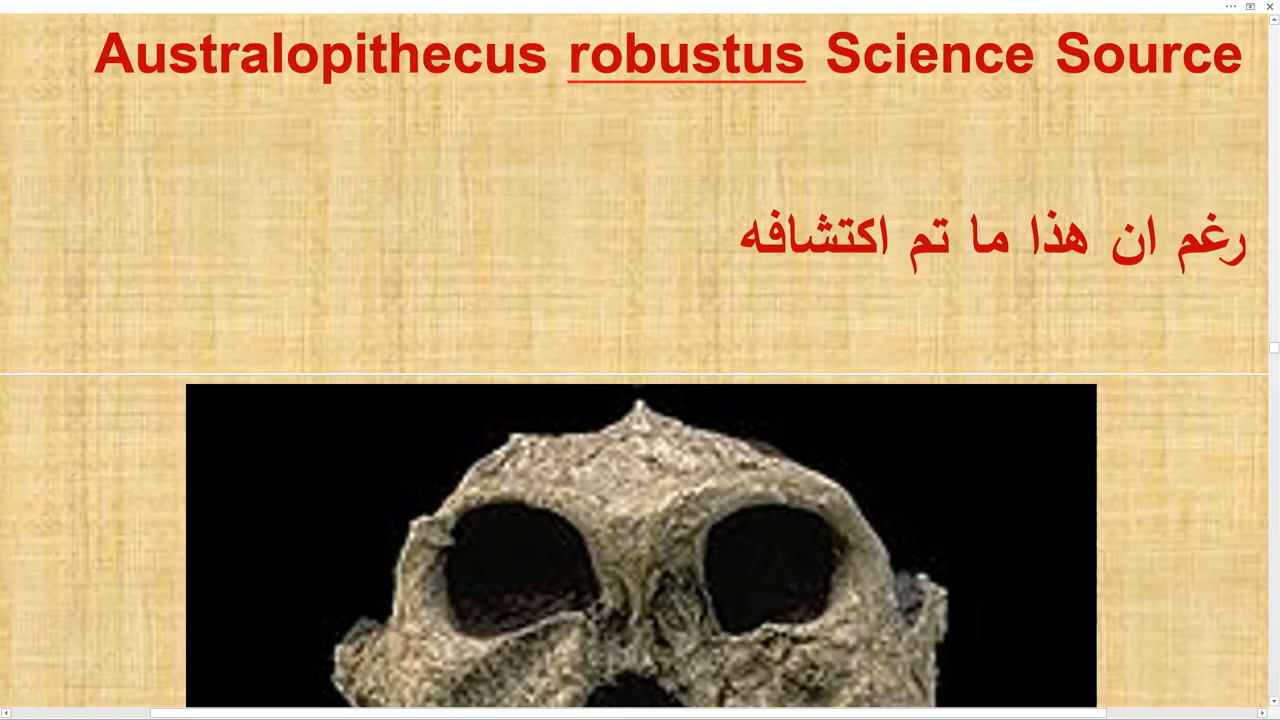 Australopithecus robustus Science Source
رغم ان هذا ما تم اكتشافه